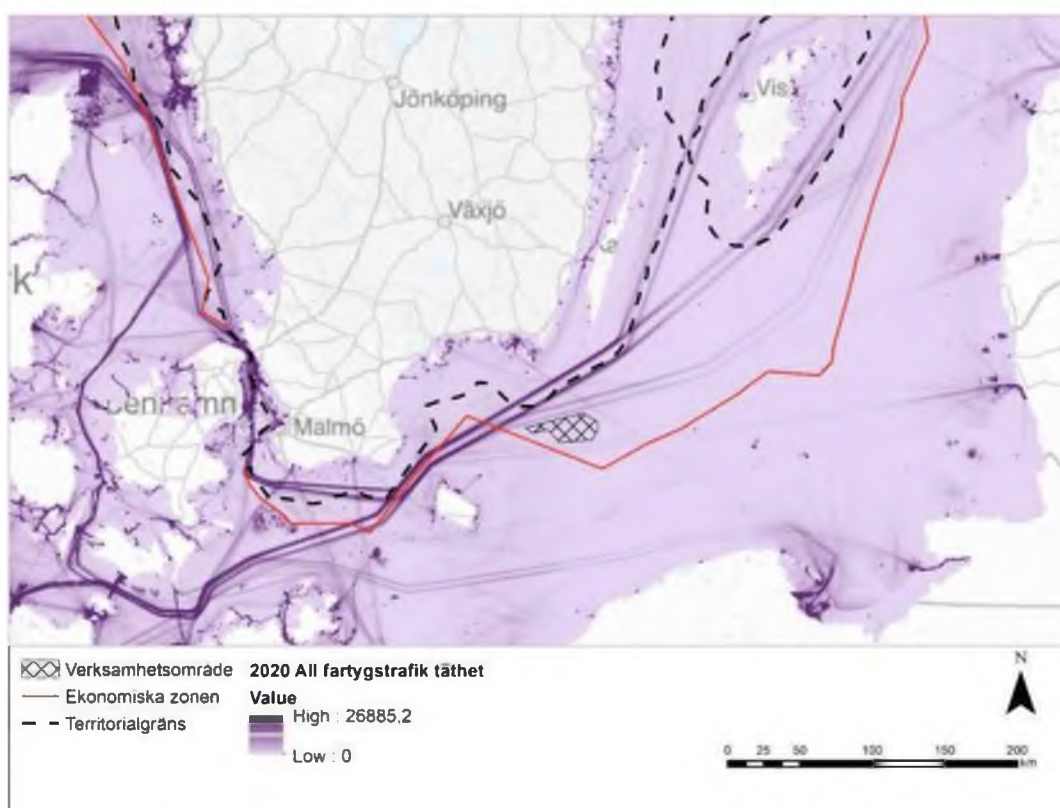 Jönköping
Vis
Växjö
k
Malmö
Verksamhetsområde
Ekonomiska zonen
Territorialgräns
2020 All fartygstrafik täthet
Value
High : 26885,2
Low : 0
N
0 25 50 100 150 200
km